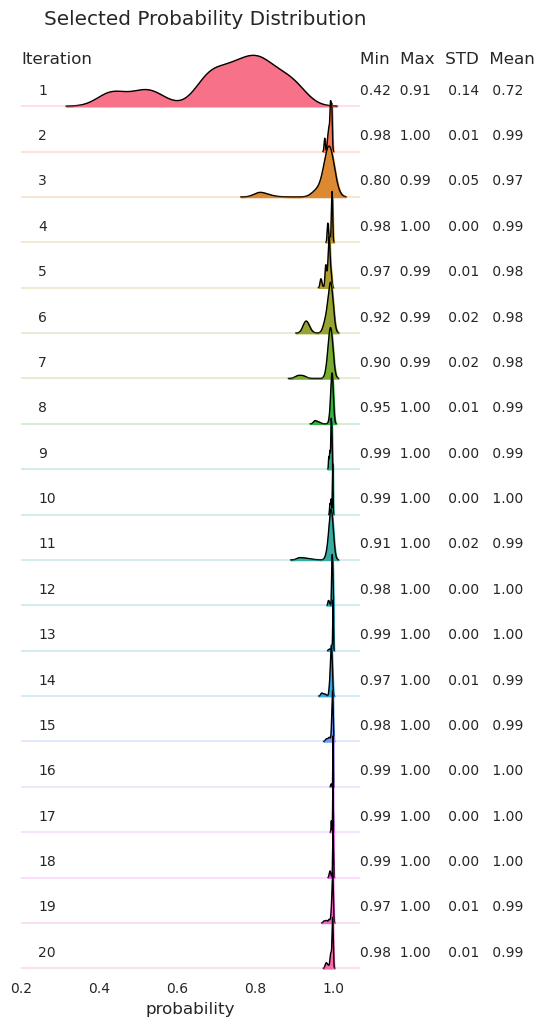 Selected Probability Distribution
Iteration Min Max STD Mean
1 0.42 0.91 0.14 0.72
2 0.98 1.00 0.01 0.99
3 0.80 0.99 0.05 0.97
4 0.98 1.00 0.00 0.99
5 0.97 0.99 0.01 0.98
6 0.92 0.99 0.02 0.98
7 0.90 0.99 0.02 0.98
8 0.95 1.00 0.01 0.99
9 0.99 1.00 0.00 0.99
10 0.99 1.00 0.00 1.00
11 0.91 1.00 0.02 0.99
12 0.98 1.00 0.00 1.00
13 0.99 1.00 0.00 1.00
14 0.97 1.00 0.01 0.99
15 0.98 1.00 0.00 0.99
16 0.99 1.00 0.00 1.00
17 0.99 1.00 0.00 1.00
18 0.99 1.00 0.00 1.00
19 0.97 1.00 0.01 0.99
20 0.98 1.00 0.01 0.99
0.2 0.4 0.6 0.8 1.0
probability